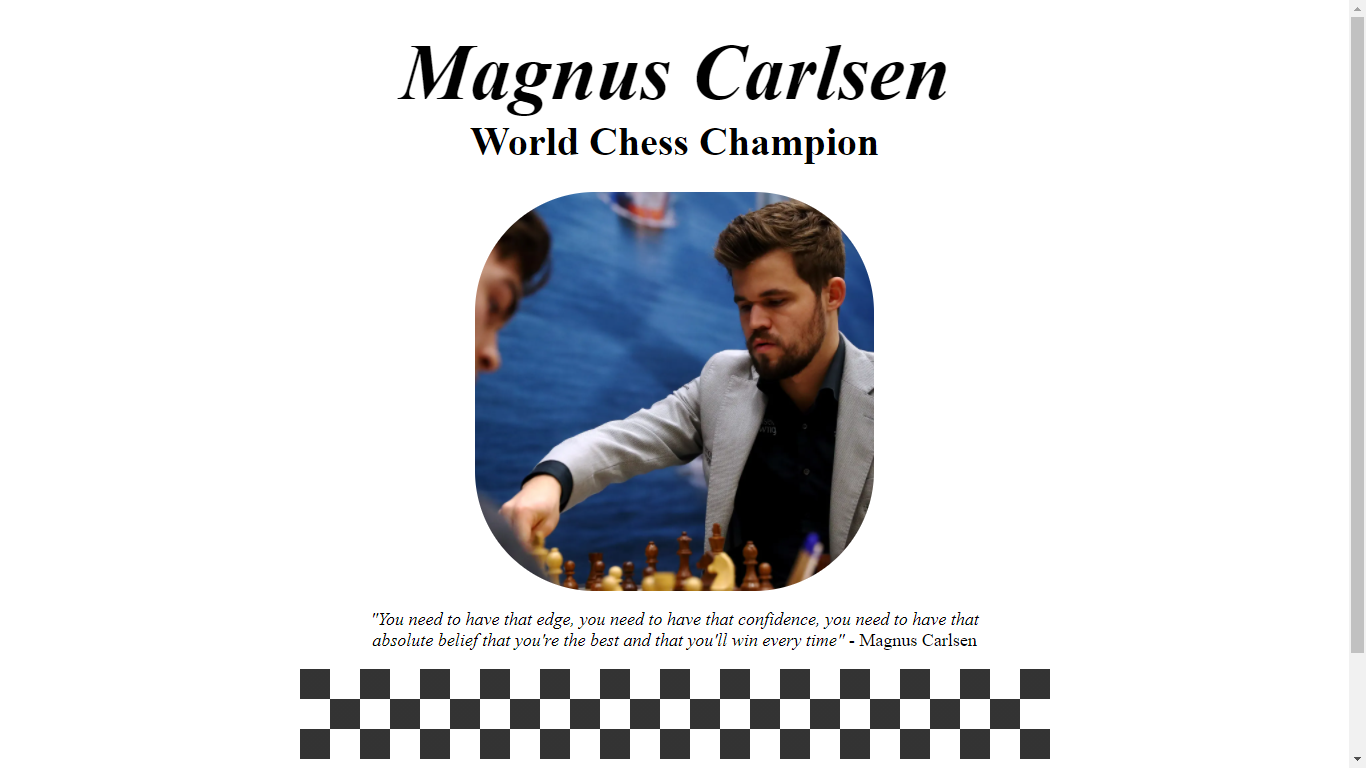 Magnus Carlsen
World Chess Champion
"You need to have that edge, you need to have that confidence, you need to have that
absolute belief that you're the best and that you'll win every time" - Magnus Carlsen